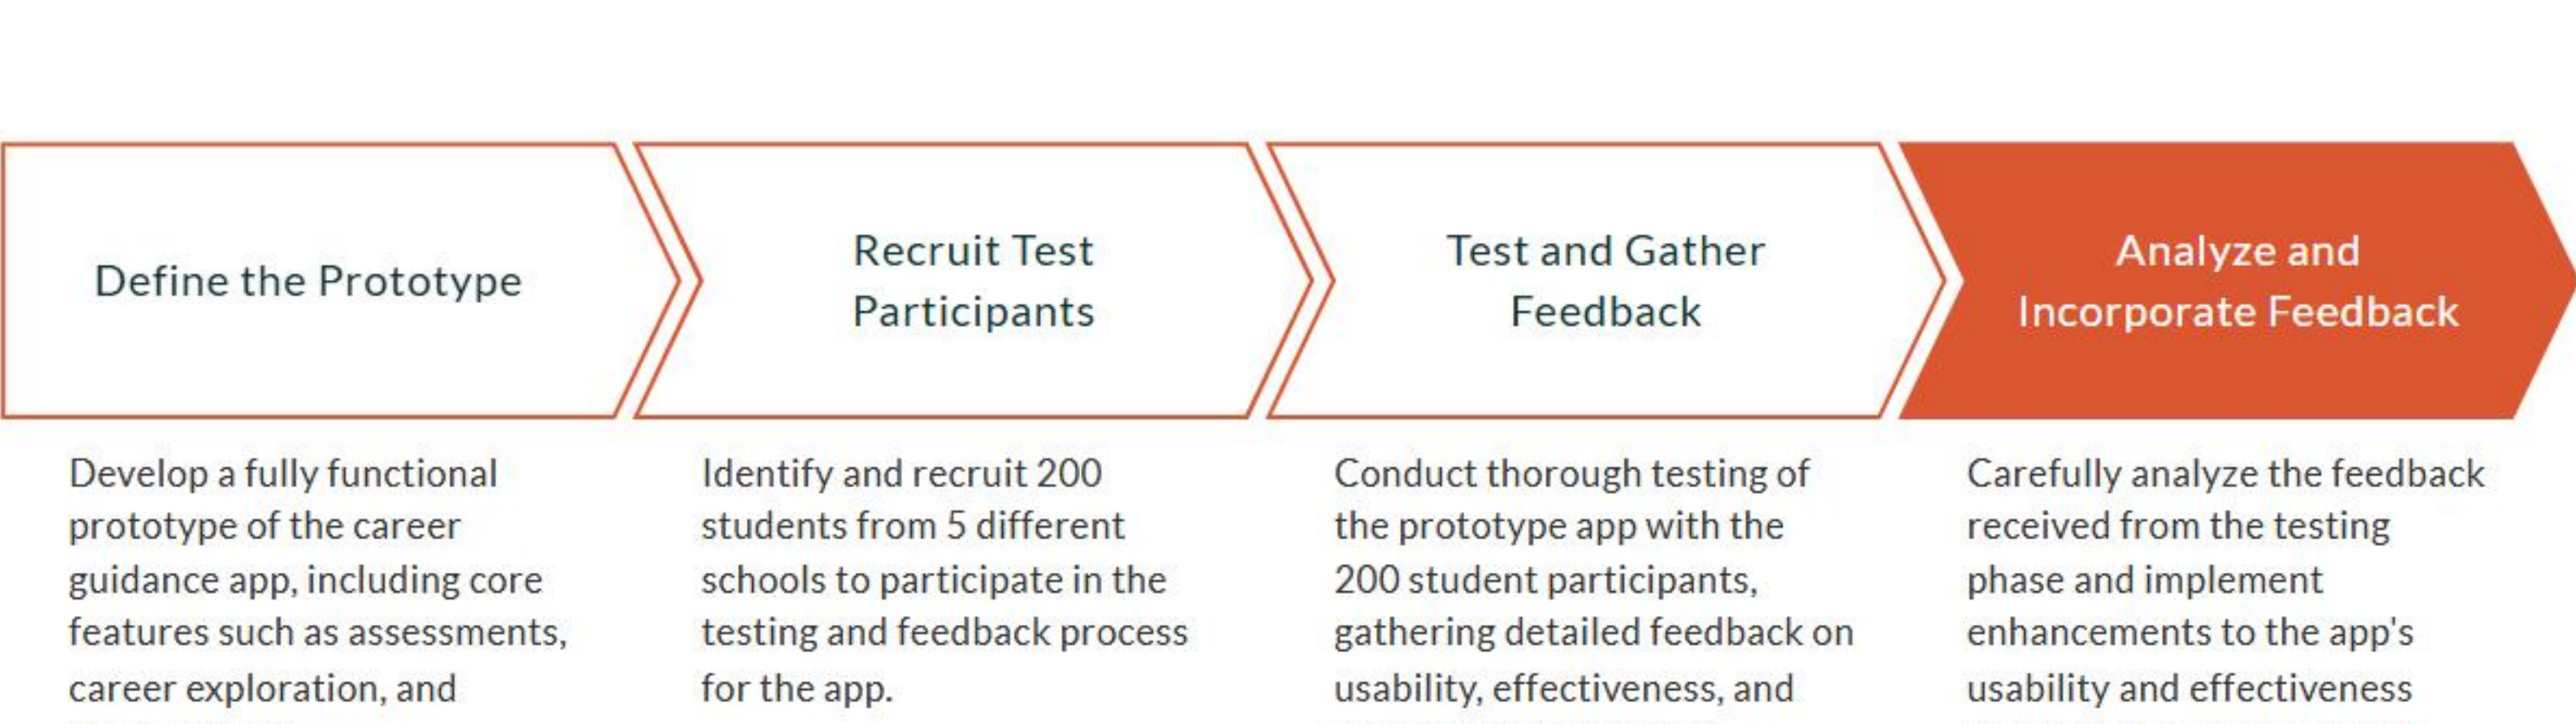 Define the Prototype
Recruit Test
Participants
Test and Gather
Feedback
Analyze and
Incorporate Feedback
Develop a fully functional
prototype of the career
guidance app, including core
features such as assessments,
career exploration, and
Identify and recruit 200
students from 5 different
schools to participate in the
testing and feedback process
for the app.
Conduct thorough testing of
the prototype app with the
200 student participants,
gathering detailed feedback on
usability, effectiveness, and
Carefully analyze the feedback
received from the testing
phase and implement
enhancements to the app's
usability and effectiveness